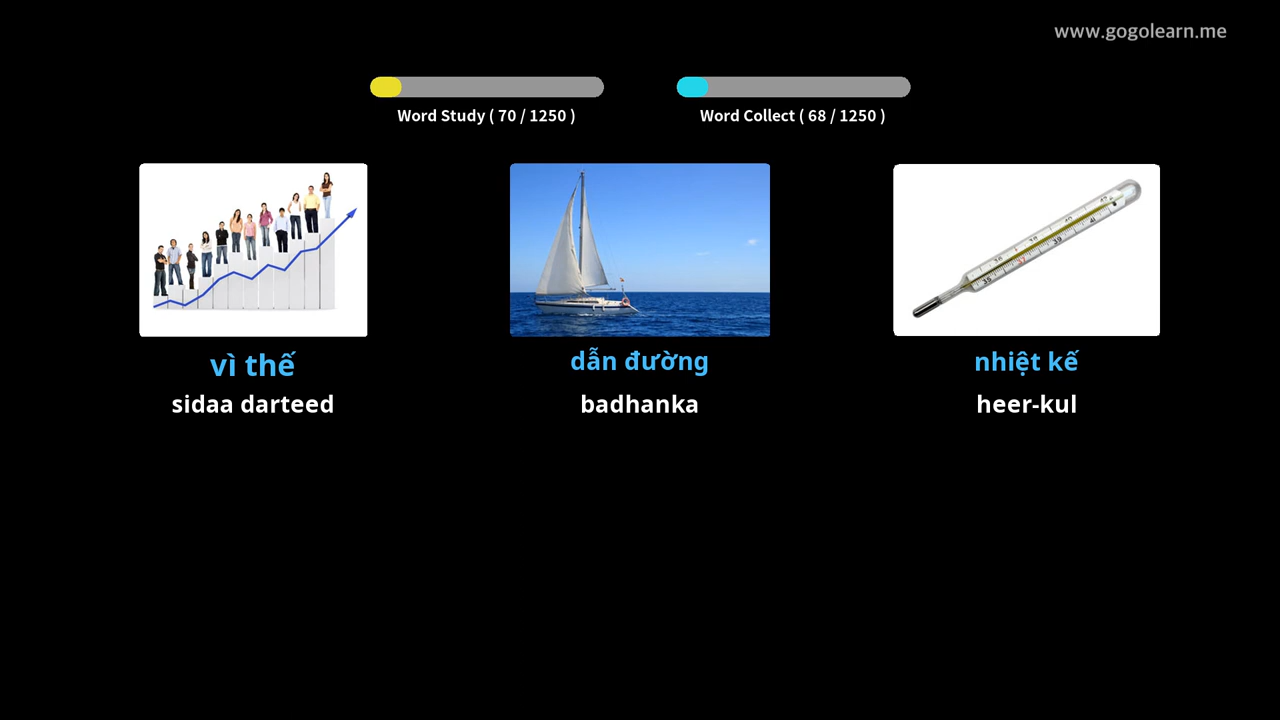 www.gogolearn.me
Word Study ( 70 / 1250 )
Word Collect ( 68 / 1250 )
vì thế
sidaa darteed
dẫn đường
badhanka
nhiệt kế
heer-kul